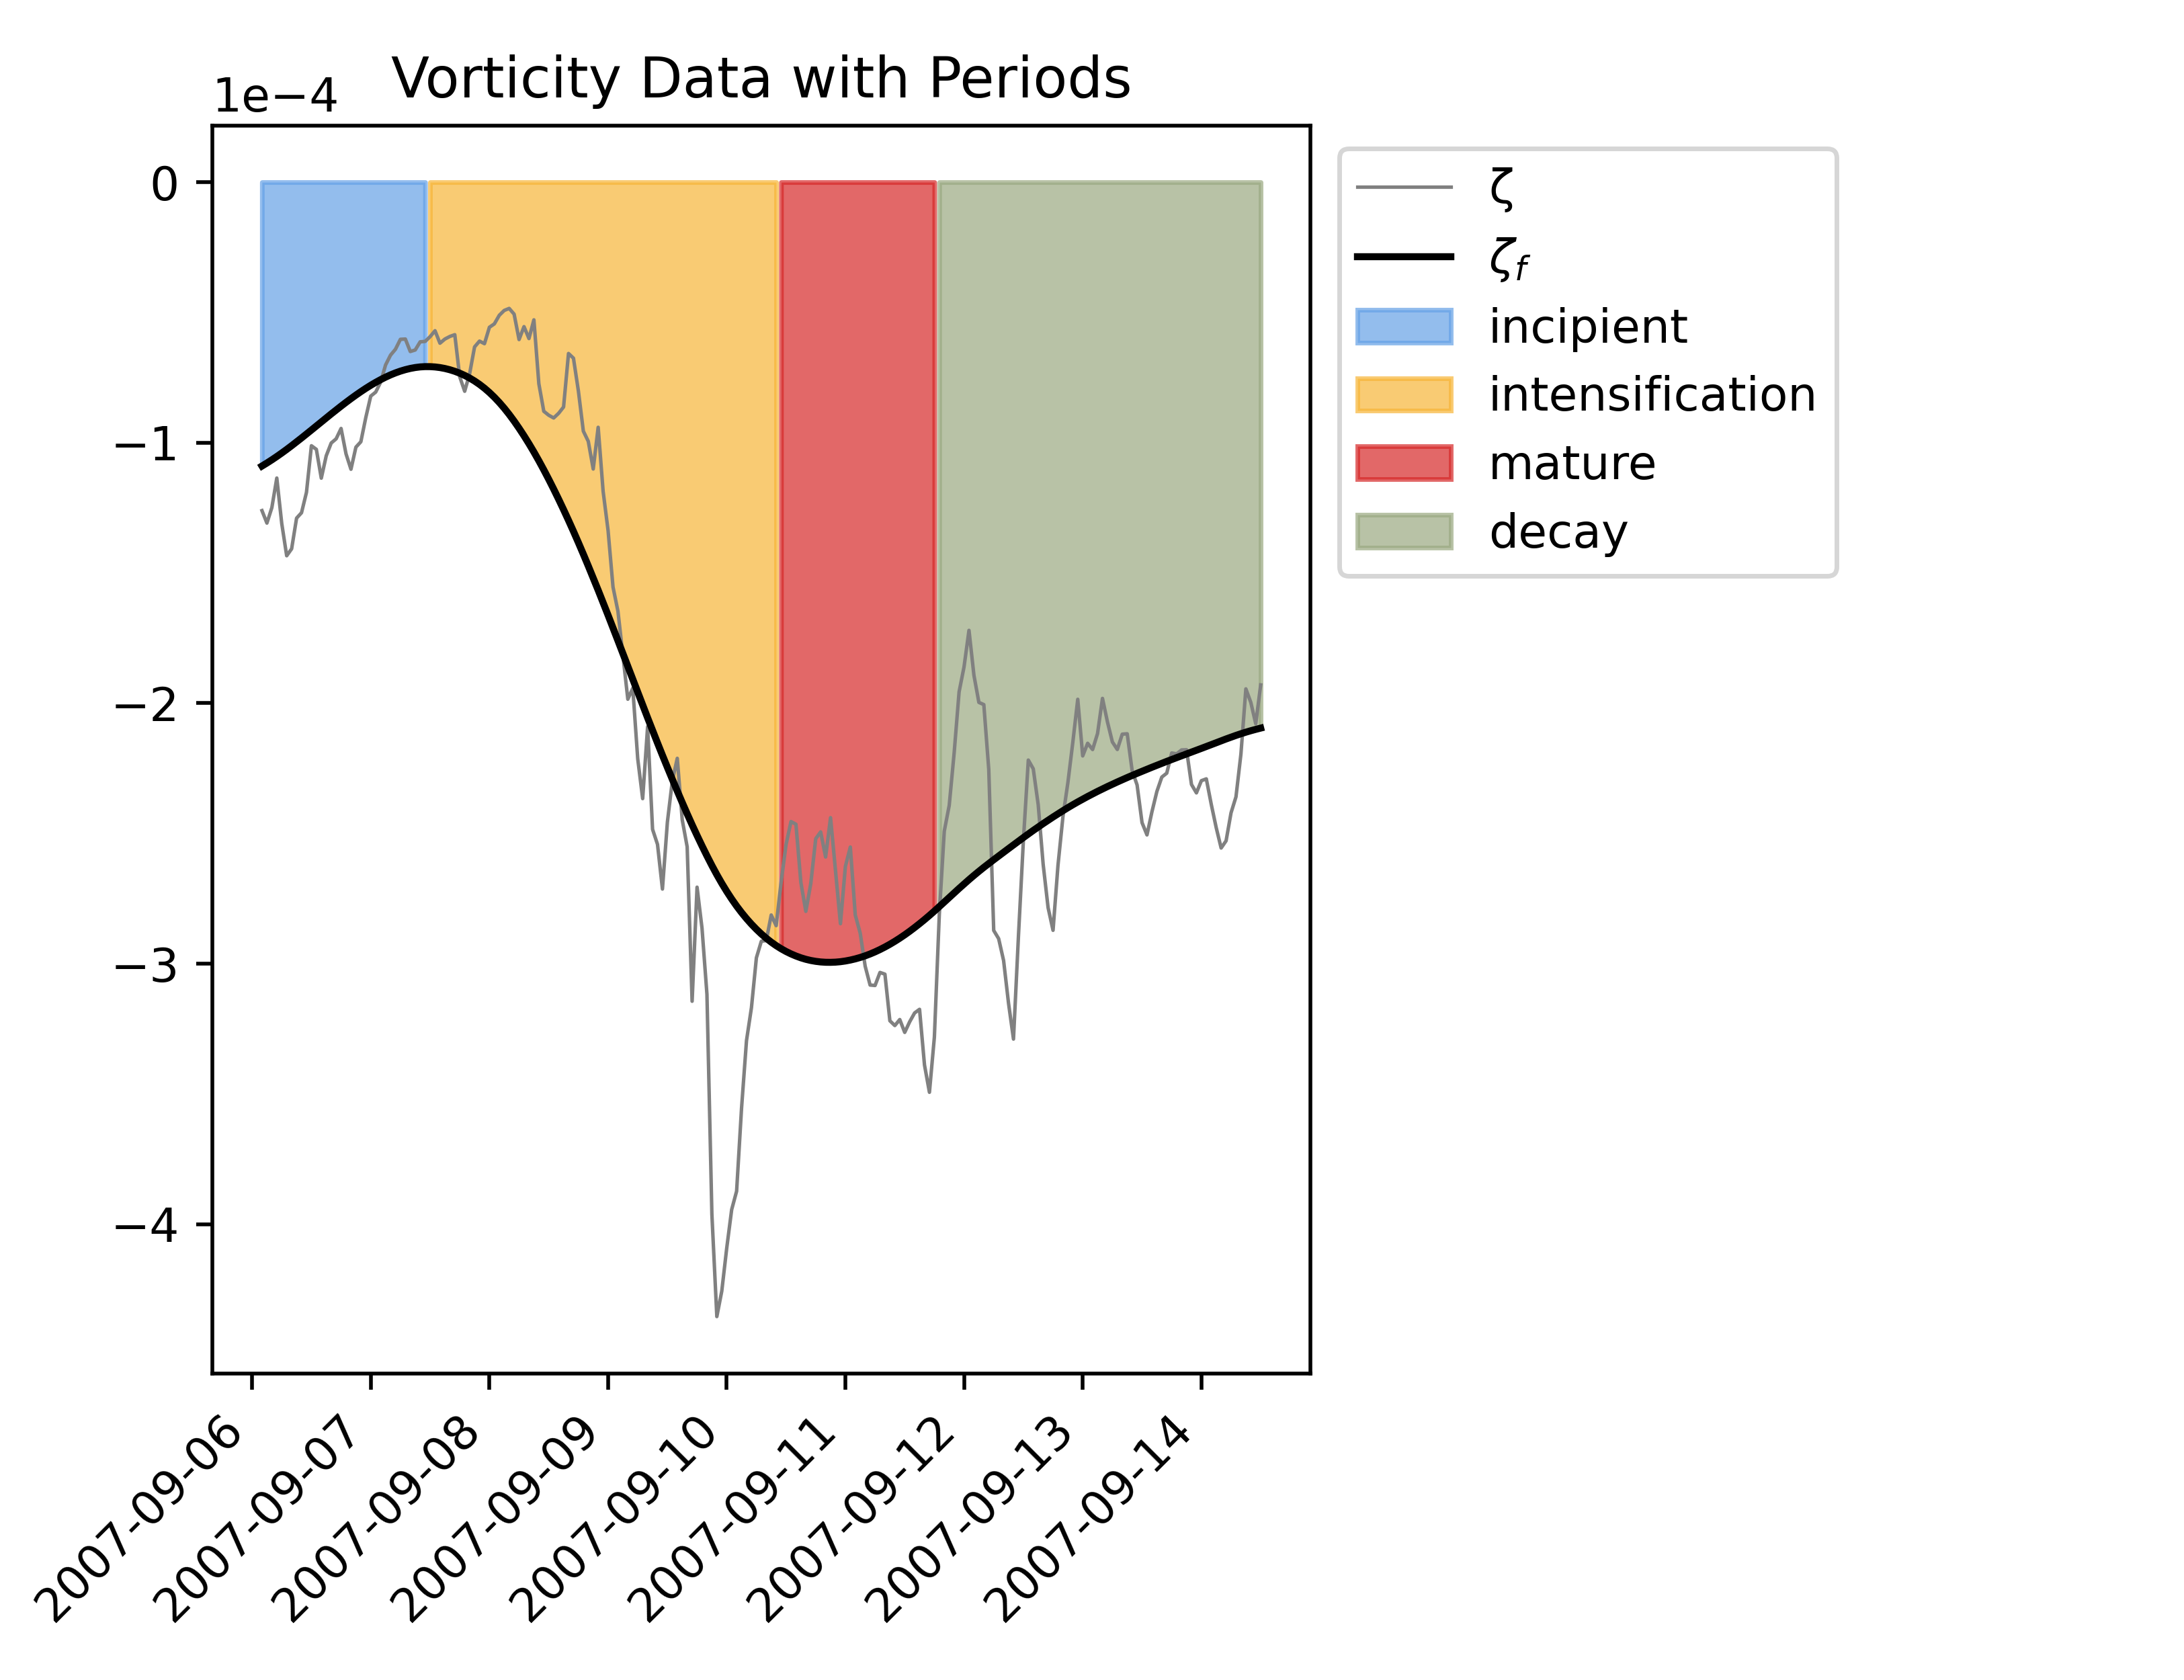 Vorticity Data with Periods
1e−4
0
−1
−2
−3
−4
2007-09-06
2007-09-07
2007-09-08
2007-09-09
2007-09-10
2007-09-11
2007-09-12
2007-09-13
2007-09-14
ζ
ζf
incipient
intensification
mature
decay